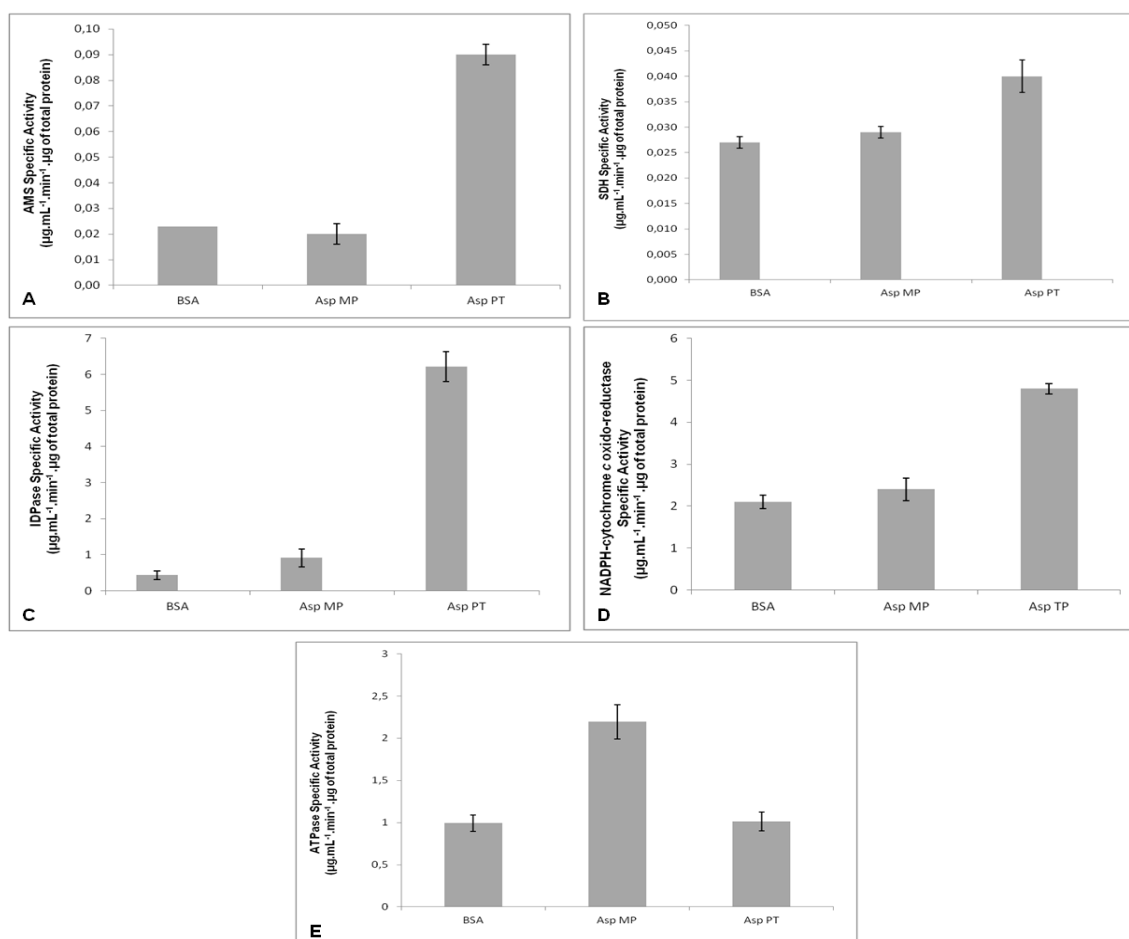 AMS Specific Activity
(µg.mL⁻¹.min⁻¹.µg of total protein)
0,10
0,09
0,08
0,07
0,06
0,05
0,04
0,03
0,02
0,01
0,00
BSA Asp MP Asp PT
A
SDH Specific Activity
(µg.mL⁻¹.min⁻¹.µg of total protein)
0,050
0,045
0,040
0,035
0,030
0,025
0,020
0,015
0,010
0,005
0,000
BSA Asp MP Asp PT
B
IDPase Specific Activity
(µg.mL⁻¹.min⁻¹.µg of total protein)
7
6
5
4
3
2
1
0
BSA Asp MP Asp PT
C
NADPH-cytochrome c oxido-reductase
Specific Activity
(µg.mL⁻¹.min⁻¹.µg of total protein)
6
5
4
3
2
1
0
BSA Asp MP Asp TP
D
ATPase Specific Activity
(µg.mL⁻¹.min⁻¹.µg of total protein)
3
2,5
2
1,5
1
0,5
0
BSA Asp MP Asp PT
E